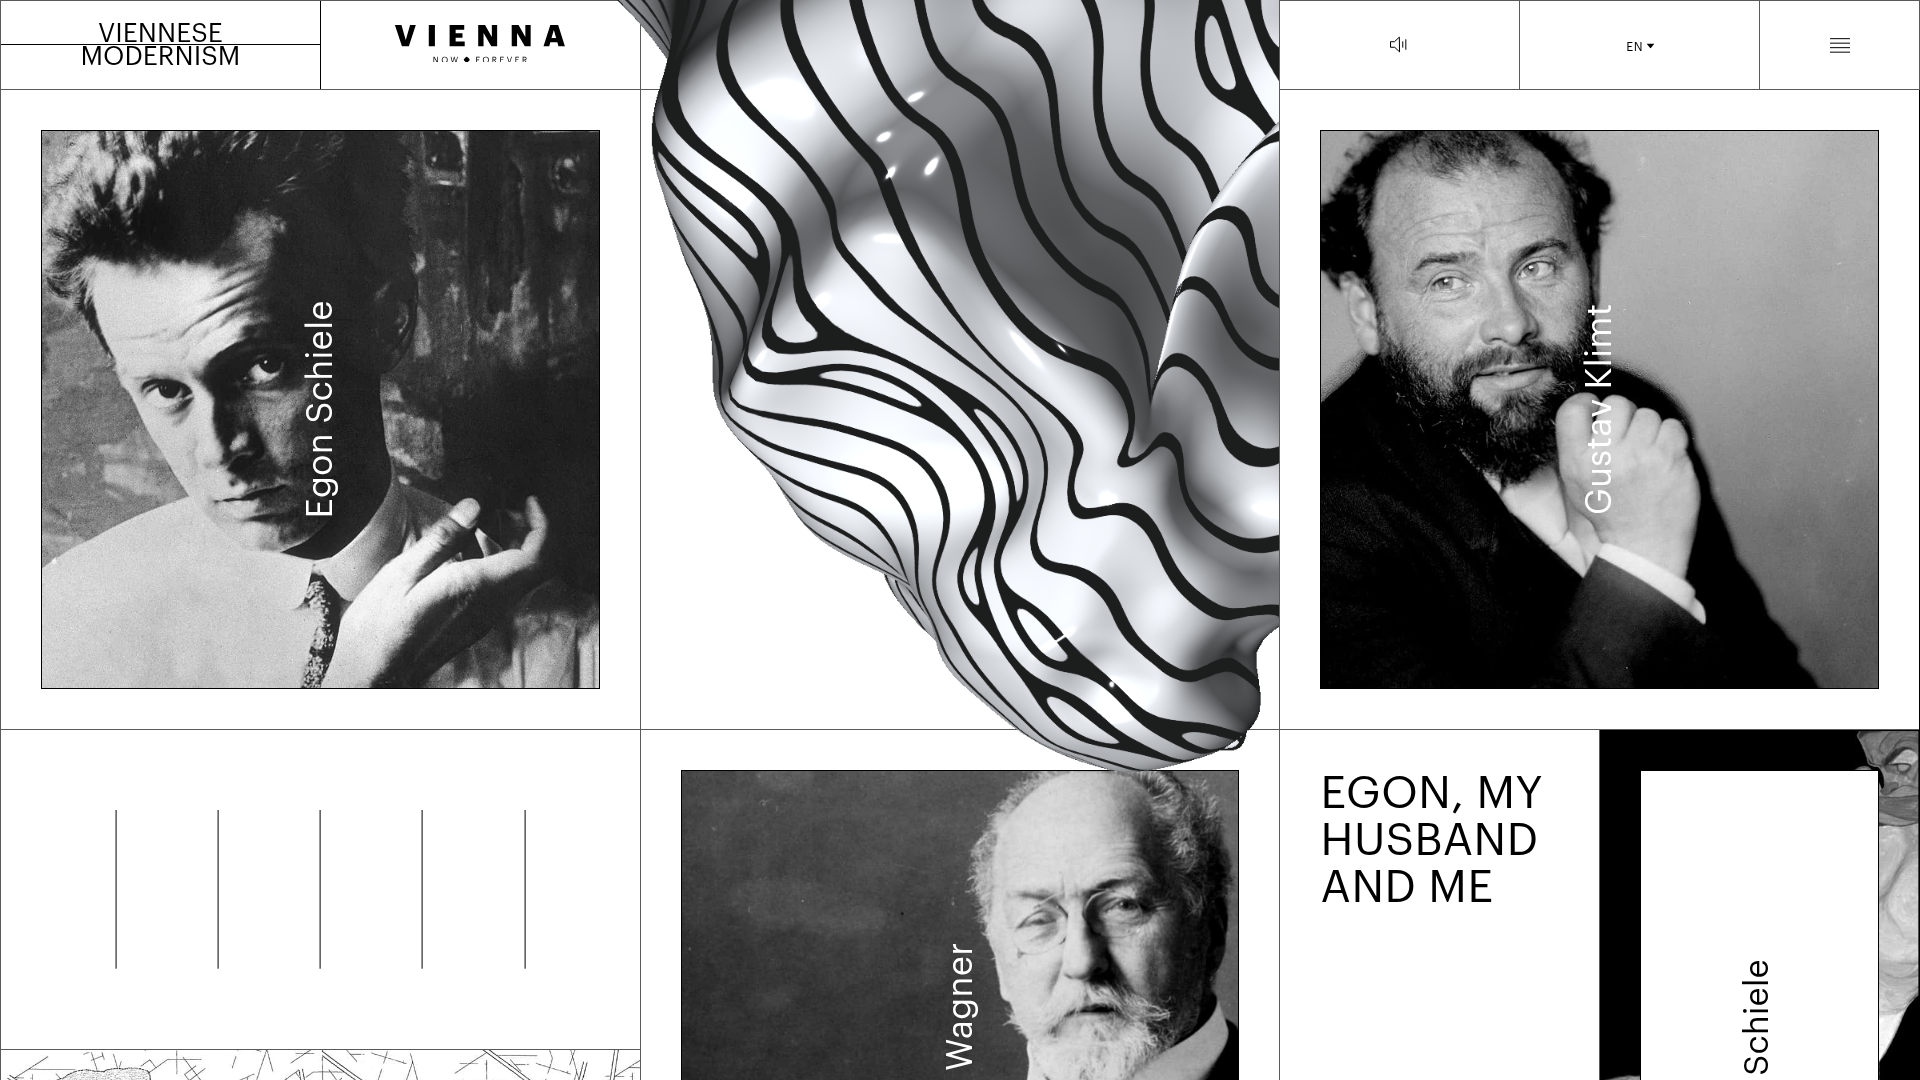 VIENNESE
MODERNISM
VIENNA
NOW FOREVER
EN
Egon Schiele
Gustav Klimt
Wagner
EGON, MY
HUSBAND
AND ME
Schiele